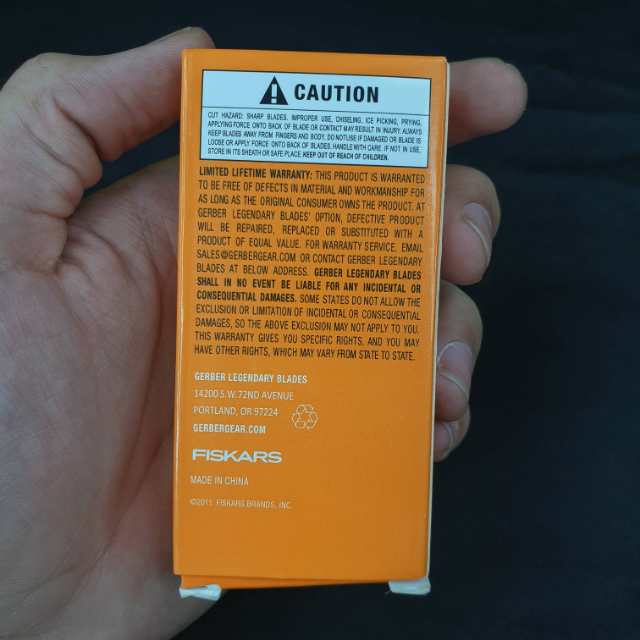 CAUTION
CUT HAZARD: SHARP BLADES. IMPROPER USE, CHISELING, ICE PICKING, PRYING,
APPLYING FORCE ONTO BACK OF BLADE OR CONTACT MAY RESULT IN INJURY. ALWAYS
KEEP BLADES AWAY FROM FINGERS AND BODY. DO NOT USE IF DAMAGED OR BLADE IS
LOOSE OR APPLY FORCE ONTO BACK OF BLADES. HANDLE WITH CARE. IF NOT IN USE,
STORE IN ITS SHEATH OR SAFE PLACE. KEEP OUT OF REACH OF CHILDREN.
LIMITED LIFETIME WARRANTY: THIS PRODUCT IS WARRANTED
TO BE FREE OF DEFECTS IN MATERIAL AND WORKMANSHIP FOR
AS LONG AS THE ORIGINAL CONSUMER OWNS THE PRODUCT. AT
GERBER LEGENDARY BLADES' OPTION, DEFECTIVE PRODUCT
WILL BE REPAIRED, REPLACED OR SUBSTITUTED WITH A
PRODUCT OF EQUAL VALUE. FOR WARRANTY SERVICE, EMAIL
SALES@GERBERGEAR.COM OR CONTACT GERBER LEGENDARY
BLADES AT BELOW ADDRESS. GERBER LEGENDARY BLADES
SHALL IN NO EVENT BE LIABLE FOR ANY INCIDENTAL OR
CONSEQUENTIAL DAMAGES. SOME STATES DO NOT ALLOW THE
EXCLUSION OR LIMITATION OF INCIDENTAL OR CONSEQUENTIAL
DAMAGES, SO THE ABOVE EXCLUSION MAY NOT APPLY TO YOU.
THIS WARRANTY GIVES YOU SPECIFIC RIGHTS, AND YOU MAY
HAVE OTHER RIGHTS, WHICH MAY VARY FROM STATE TO STATE.
GERBER LEGENDARY BLADES
14200 S.W. 72ND AVENUE
PORTLAND, OR 97224
GERBERGEAR.COM
FISKARS
MADE IN CHINA
©2011 FISKARS BRANDS, INC.